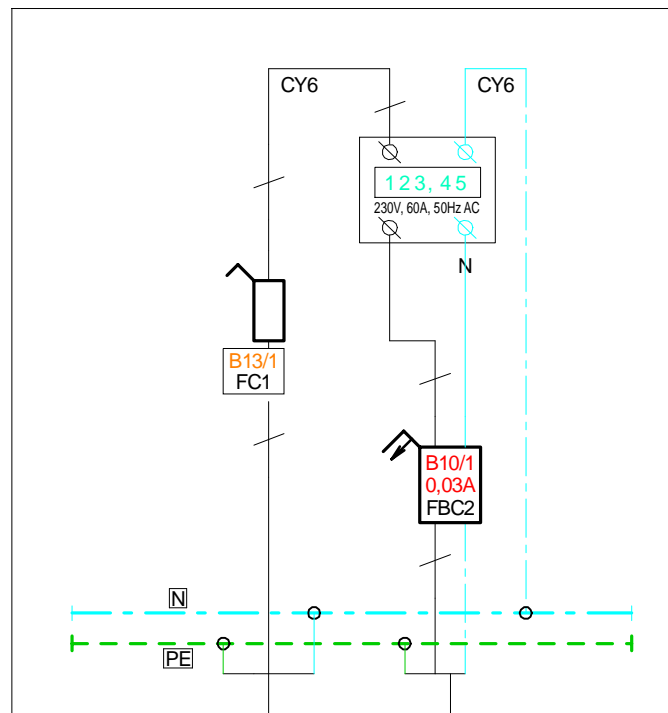 CY6
CY6
123,45
230V, 60A, 50Hz AC
N
B13/1
FC1
B10/1
0,03A
FBC2
N
PE